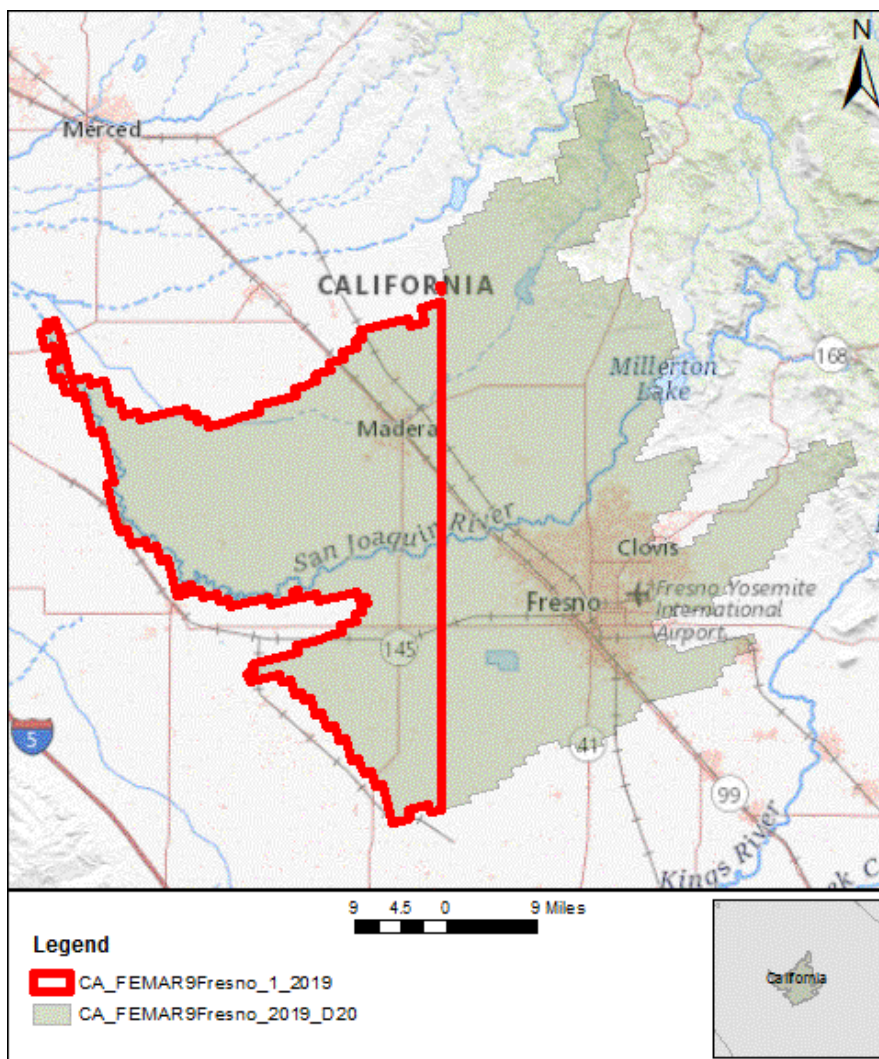 N
Merced
CALIFORNIA
168
Millerton
Lake
Madera
San Joaquin River
Clovis
Fresno
Fresno Yosemite
International
Airport
145
5
41
99
Kings River
9 4.5 0 9 Miles
Legend
CA_FEMAR9Fresno_1_2019
CA_FEMAR9Fresno_2019_D20
California